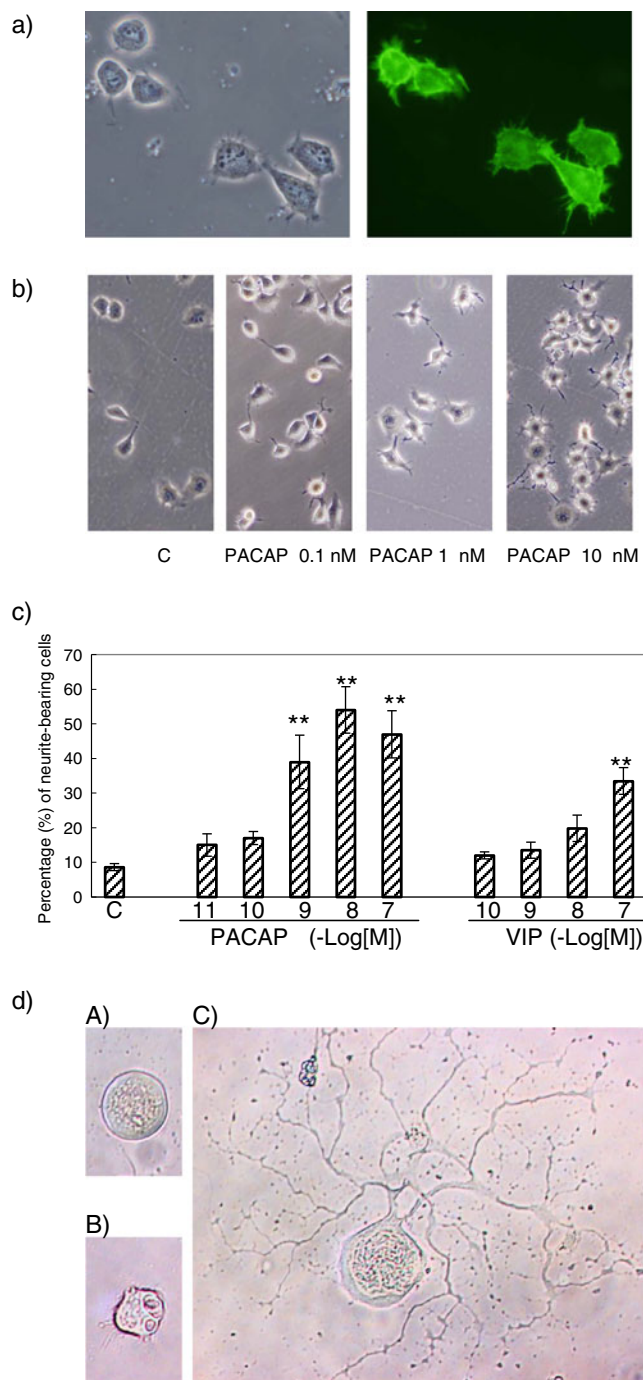 a)
b)
C PACAP 0.1 nM PACAP 1 nM PACAP 10 nM
c)
Percentage (%) of neurite-bearing cells
70
60
50
40
30
20
10
0
** ** ** **
C 11 10 9 8 7 10 9 8 7
PACAP (-Log[M]) VIP (-Log[M])
d)
A) C)
B)